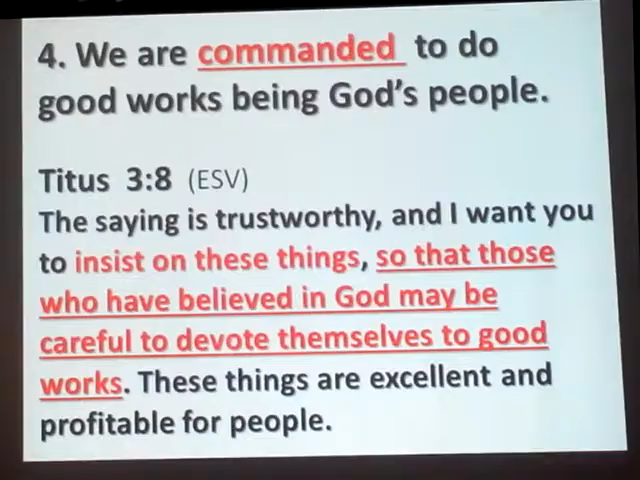 4. We are commanded to do
good works being God's people.
Titus 3:8 (ESV)
The saying is trustworthy, and I want you
to insist on these things, so that those
who have believed in God may be
careful to devote themselves to good
works. These things are excellent and
profitable for people.